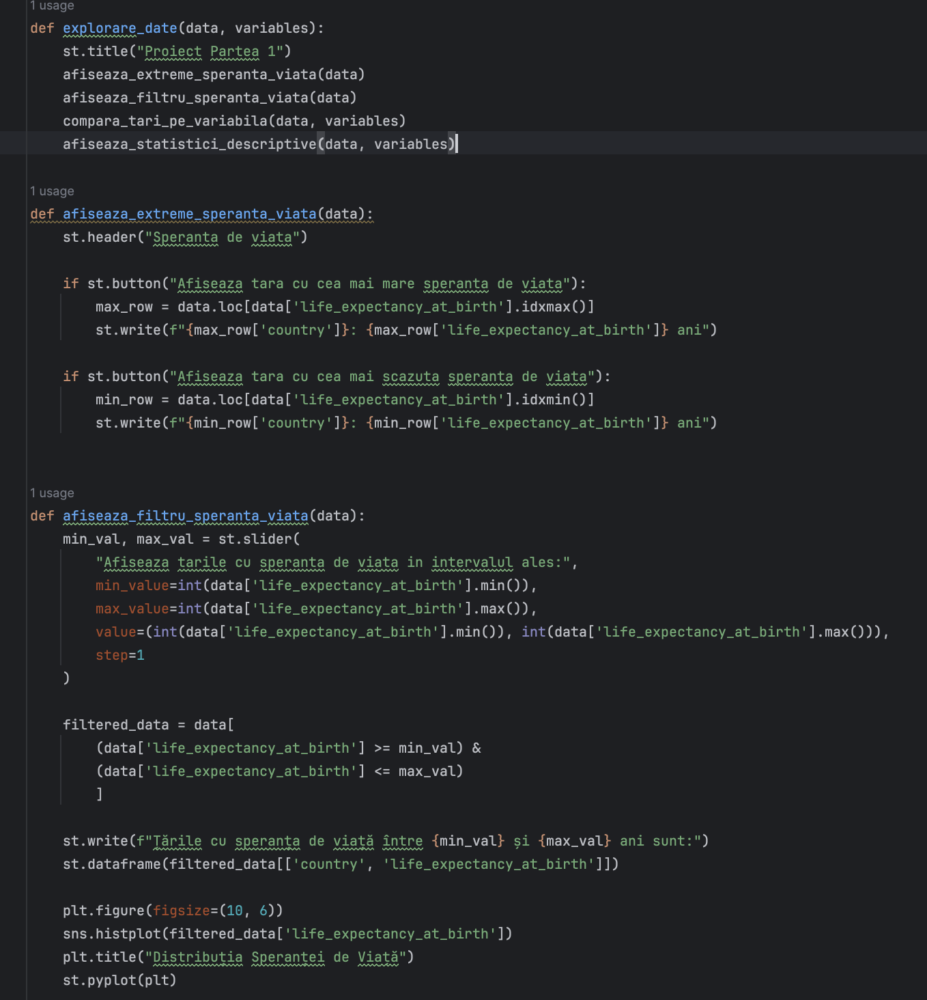 1 usage
def explorare_date(data, variables):
    st.title("Proiect Partea 1")
    afiseaza_extreme_speranta_viata(data)
    afiseaza_filtru_speranta_viata(data)
    compara_tari_pe_variabila(data, variables)
    afiseaza_statistici_descriptive(data, variables)
1 usage
def afiseaza_extreme_speranta_viata(data):
    st.header("Speranta de viata")
    if st.button("Afiseaza tara cu cea mai mare speranta de viata"):
        max_row = data.loc[data['life_expectancy_at_birth'].idxmax()]
        st.write(f"{max_row['country']}: {max_row['life_expectancy_at_birth']} ani")
    if st.button("Afiseaza tara cu cea mai scazuta speranta de viata"):
        min_row = data.loc[data['life_expectancy_at_birth'].idxmin()]
        st.write(f"{min_row['country']}: {min_row['life_expectancy_at_birth']} ani")
1 usage
def afiseaza_filtru_speranta_viata(data):
    min_val, max_val = st.slider(
        "Afiseaza tarile cu speranta de viata in intervalul ales:",
        min_value=int(data['life_expectancy_at_birth'].min()),
        max_value=int(data['life_expectancy_at_birth'].max()),
        value=(int(data['life_expectancy_at_birth'].min()), int(data['life_expectancy_at_birth'].max())),
        step=1
    )
    filtered_data = data[
        (data['life_expectancy_at_birth'] >= min_val) &
        (data['life_expectancy_at_birth'] <= max_val)
        ]
    st.write(f"Țările cu speranța de viață între {min_val} și {max_val} ani sunt:")
    st.dataframe(filtered_data[['country', 'life_expectancy_at_birth']])
    plt.figure(figsize=(10, 6))
    sns.histplot(filtered_data['life_expectancy_at_birth'])
    plt.title("Distribuția Speranței de Viață")
    st.pyplot(plt)